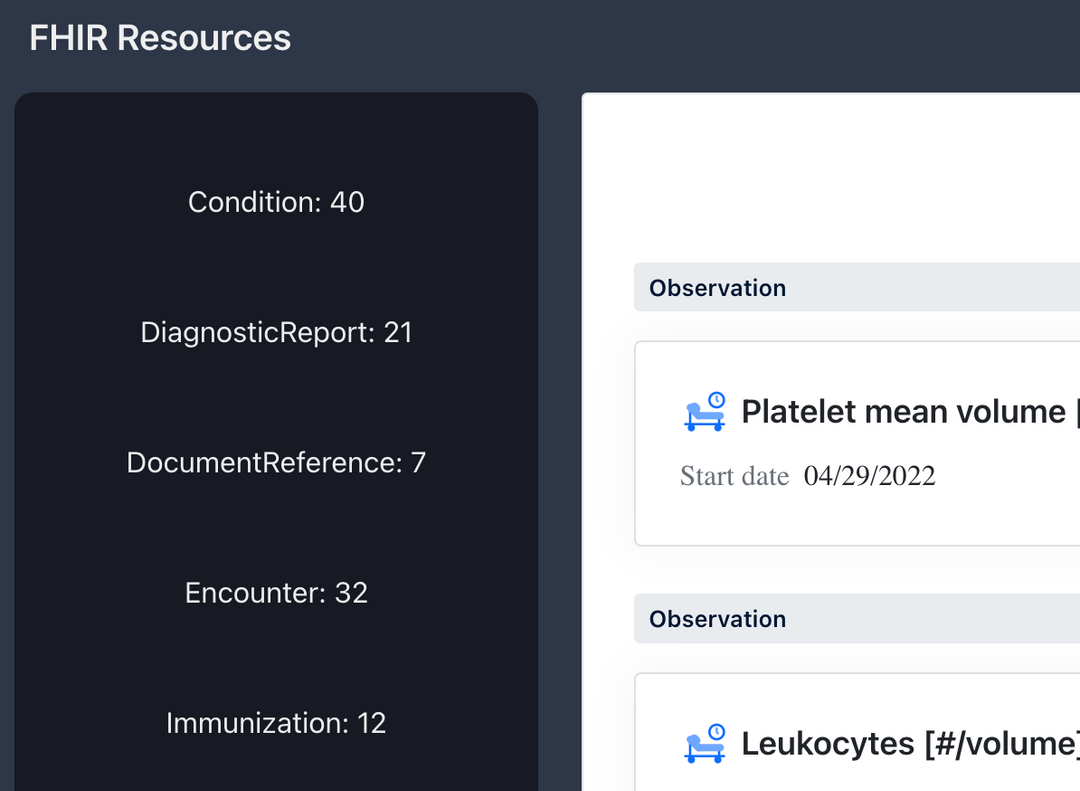 FHIR Resources
Condition: 40
DiagnosticReport: 21
DocumentReference: 7
Encounter: 32
Immunization: 12
Observation
Platelet mean volume [
Start date 04/29/2022
Observation
Leukocytes [#/volume]